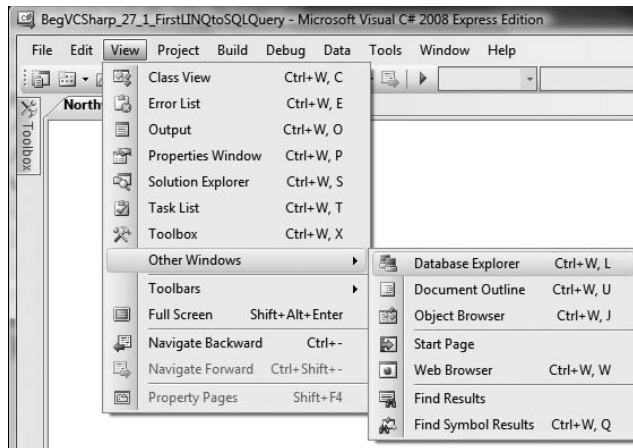 BegVCSharp_27_1_FirstLINQtoSQLQuery - Microsoft Visual C# 2008 Express Edition
File Edit View Project Build Debug Data Tools Window Help
Toolbox
North
Class View Ctrl+W, C
Error List Ctrl+W, E
Output Ctrl+W, O
Properties Window Ctrl+W, P
Solution Explorer Ctrl+W, S
Task List Ctrl+W, T
Toolbox Ctrl+W, X
Other Windows
Toolbars
Full Screen Shift+Alt+Enter
Navigate Backward Ctrl+-
Navigate Forward Ctrl+Shift+-
Property Pages Shift+F4
Database Explorer Ctrl+W, L
Document Outline Ctrl+W, U
Object Browser Ctrl+W, J
Start Page
Web Browser Ctrl+W, W
Find Results
Find Symbol Results Ctrl+W, Q